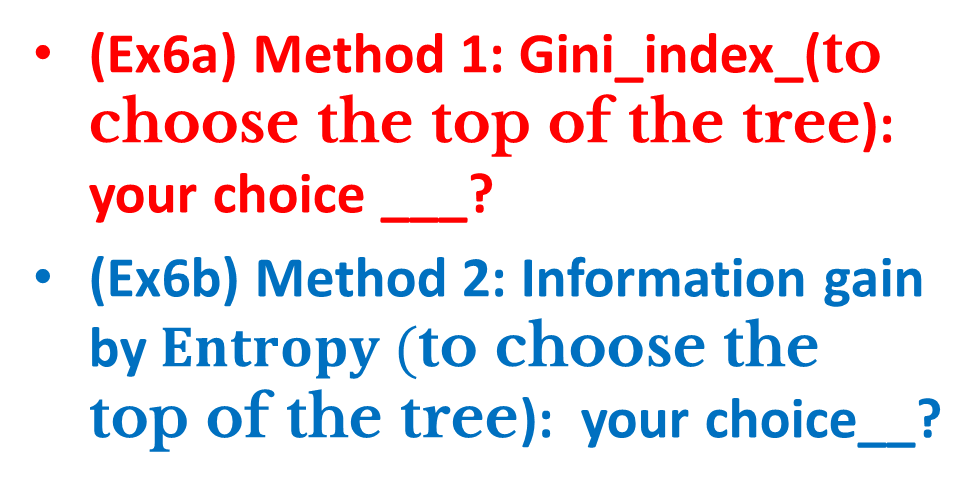 • (Ex6a) Method 1: Gini_index_(to
choose the top of the tree):
your choice ___?
• (Ex6b) Method 2: Information gain
by Entropy (to choose the
top of the tree): your choice__?